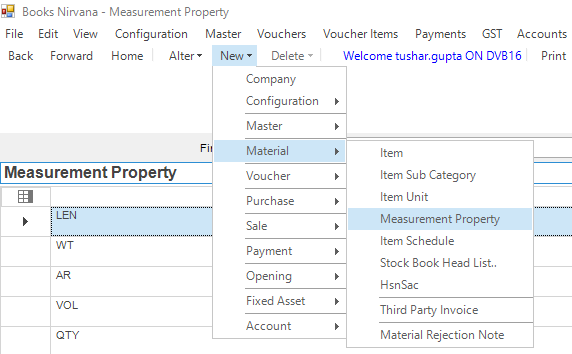 Books Nirvana - Measurement Property
File Edit View Configuration Master Vouchers Voucher Items Payments GST Accounts
Back Forward Home Alter New Delete Welcome tushar.gupta ON DVB16 Print
Company
Configuration
Master
Material
Voucher
Purchase
Sale
Payment
Opening
Fixed Asset
Account
Item
Item Sub Category
Item Unit
Measurement Property
Item Schedule
Stock Book Head List..
HsnSac
Third Party Invoice
Material Rejection Note
Measurement Property
LEN
WT
AR
VOL
QTY